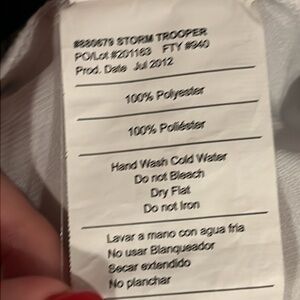 #880679 STORM TROOPER
PO/Lot #201163 FTY #940
Prod. Date Jul 2012
100% Polyester
100% Poliéster
Hand Wash Cold Water
Do not Bleach
Dry Flat
Do not Iron
Lavar a mano con agua fria
No usar Blanqueador
Secar extendido
No planchar